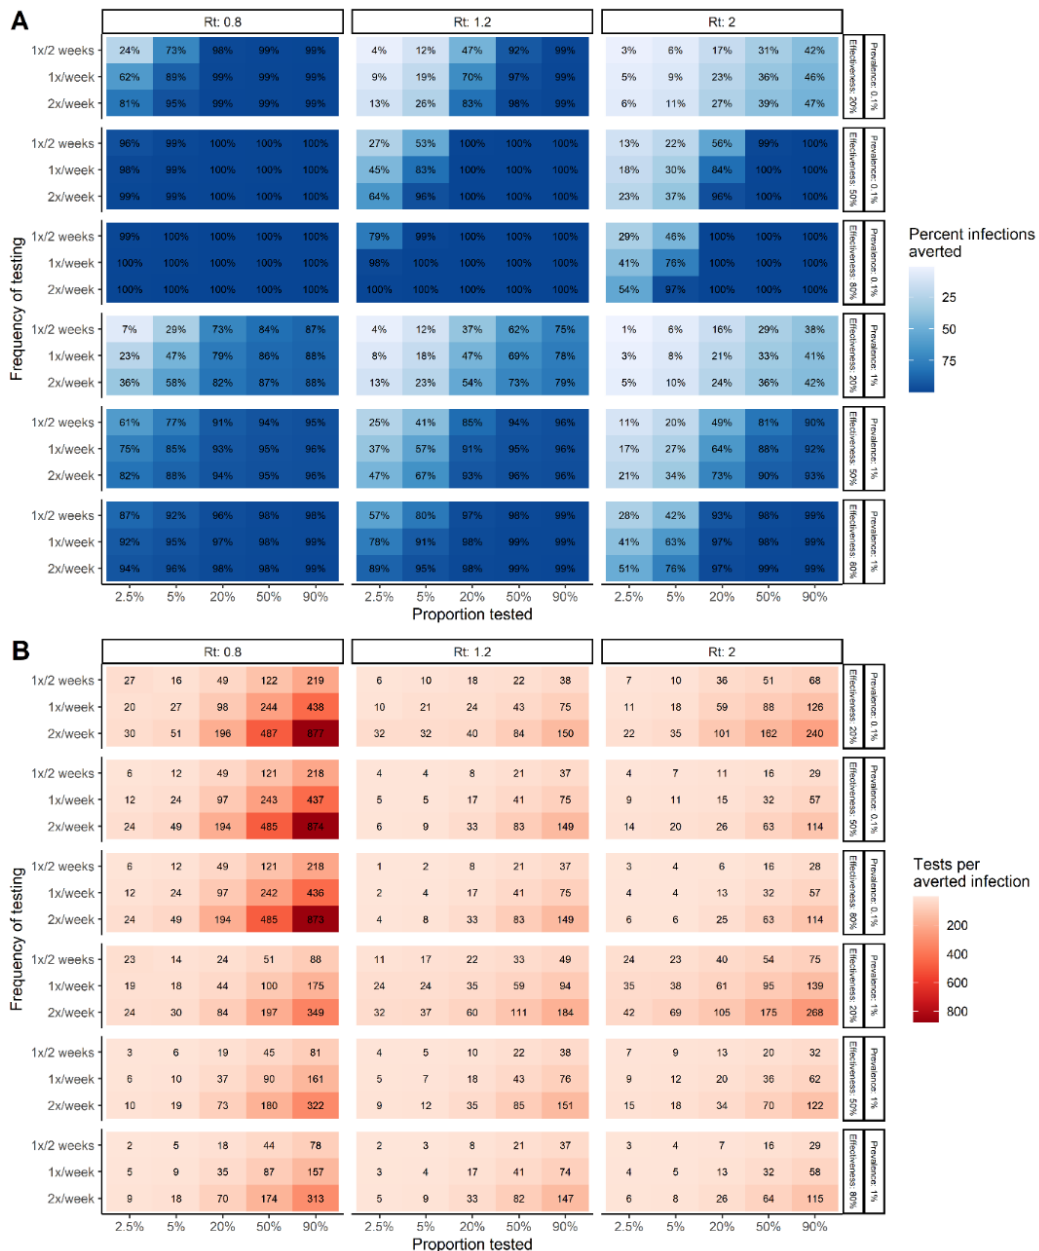 A
Rt: 0.8 Rt: 1.2 Rt: 2
1x/2 weeks 24% 73% 98% 99% 99% 4% 12% 47% 92% 99% 3% 6% 17% 31% 42%
1x/week 62% 89% 99% 99% 99% 9% 19% 70% 97% 99% 5% 9% 23% 36% 46%
2x/week 81% 95% 99% 99% 99% 13% 26% 83% 98% 99% 6% 11% 27% 39% 47%
Effectiveness: 20% Prevalence: 0.1%
1x/2 weeks 96% 99% 100% 100% 100% 27% 53% 100% 100% 100% 13% 22% 56% 99% 100%
1x/week 98% 99% 100% 100% 100% 45% 83% 100% 100% 100% 18% 30% 84% 100% 100%
2x/week 99% 99% 100% 100% 100% 64% 96% 100% 100% 100% 23% 37% 96% 100% 100%
Effectiveness: 50% Prevalence: 0.1%
1x/2 weeks 99% 100% 100% 100% 100% 79% 99% 100% 100% 100% 29% 46% 100% 100% 100%
1x/week 100% 100% 100% 100% 100% 98% 100% 100% 100% 100% 41% 76% 100% 100% 100%
2x/week 100% 100% 100% 100% 100% 100% 100% 100% 100% 100% 54% 97% 100% 100% 100%
Effectiveness: 80% Prevalence: 0.1%
1x/2 weeks 7% 29% 73% 84% 87% 4% 12% 37% 62% 75% 1% 6% 16% 29% 38%
1x/week 23% 47% 79% 86% 88% 8% 18% 47% 69% 78% 3% 8% 21% 33% 41%
2x/week 36% 58% 82% 87% 88% 13% 23% 54% 73% 79% 5% 10% 24% 36% 42%
Effectiveness: 20% Prevalence: 1%
1x/2 weeks 61% 77% 91% 94% 95% 25% 41% 85% 94% 96% 11% 20% 49% 81% 90%
1x/week 75% 85% 93% 95% 96% 37% 57% 91% 95% 96% 17% 27% 64% 88% 92%
2x/week 82% 88% 94% 95% 96% 47% 67% 93% 96% 96% 21% 34% 73% 90% 93%
Effectiveness: 50% Prevalence: 1%
1x/2 weeks 87% 92% 96% 98% 98% 57% 80% 97% 98% 99% 28% 42% 93% 98% 99%
1x/week 92% 95% 97% 98% 99% 78% 91% 98% 99% 99% 41% 63% 97% 98% 99%
2x/week 94% 96% 98% 98% 99% 89% 95% 98% 99% 99% 51% 76% 97% 99% 99%
Effectiveness: 80% Prevalence: 1%
2.5% 5% 20% 50% 90% 2.5% 5% 20% 50% 90% 2.5% 5% 20% 50% 90%
Proportion tested
Frequency of testing
Percent infections
averted
25
50
75
B
Rt: 0.8 Rt: 1.2 Rt: 2
1x/2 weeks 27 16 49 122 219 6 10 18 22 38 7 10 36 51 68
1x/week 20 27 98 244 438 10 21 24 43 75 11 18 59 88 126
2x/week 30 51 196 487 877 32 32 40 84 150 22 35 101 162 240
Effectiveness: 20% Prevalence: 0.1%
1x/2 weeks 6 12 49 121 218 4 4 8 21 37 4 7 11 16 29
1x/week 12 24 97 243 437 5 5 17 41 75 9 11 15 32 57
2x/week 24 49 194 485 874 6 9 33 83 149 14 20 26 63 114
Effectiveness: 50% Prevalence: 0.1%
1x/2 weeks 6 12 49 121 218 1 2 8 21 37 3 4 6 16 28
1x/week 12 24 97 242 436 2 4 17 41 75 4 4 13 32 57
2x/week 24 49 194 485 873 4 8 33 83 149 6 6 25 63 114
Effectiveness: 80% Prevalence: 0.1%
1x/2 weeks 23 14 24 51 88 11 17 22 33 49 24 23 40 54 75
1x/week 19 18 44 100 175 24 24 35 59 94 35 38 61 95 139
2x/week 24 30 84 197 349 32 37 60 111 184 42 69 105 175 268
Effectiveness: 20% Prevalence: 1%
1x/2 weeks 3 6 19 45 81 4 5 10 22 38 7 9 13 20 32
1x/week 6 10 37 90 161 5 7 18 43 76 9 12 20 36 62
2x/week 10 19 73 180 322 9 12 35 85 151 15 18 34 70 122
Effectiveness: 50% Prevalence: 1%
1x/2 weeks 2 5 18 44 78 2 3 8 21 37 3 4 7 16 29
1x/week 5 9 35 87 157 3 4 17 41 74 4 5 13 32 58
2x/week 9 18 70 174 313 5 9 33 82 147 6 8 26 64 115
Effectiveness: 80% Prevalence: 1%
2.5% 5% 20% 50% 90% 2.5% 5% 20% 50% 90% 2.5% 5% 20% 50% 90%
Proportion tested
Frequency of testing
Tests per
averted infection
200
400
600
800